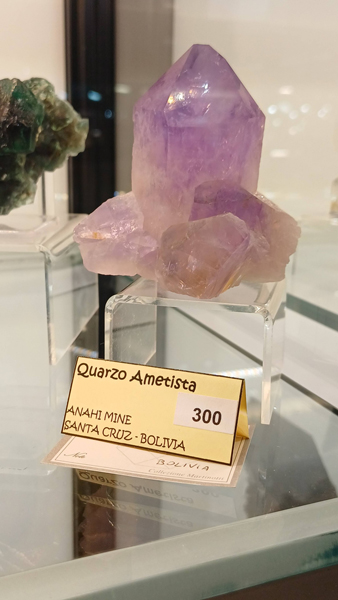 Quarzo Ametista
300
ANAHI MINE
SANTA CRUZ - BOLIVIA
BOLIVIA